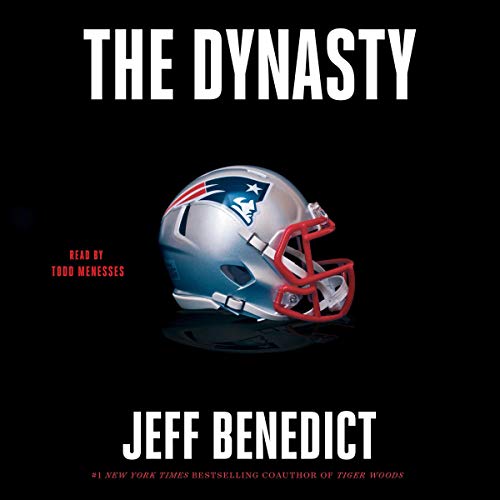 THE DYNASTY
READ BY
TODD MENESSES
JEFF BENEDICT
#1 NEW YORK TIMES BESTSELLING COAUTHOR OF TIGER WOODS